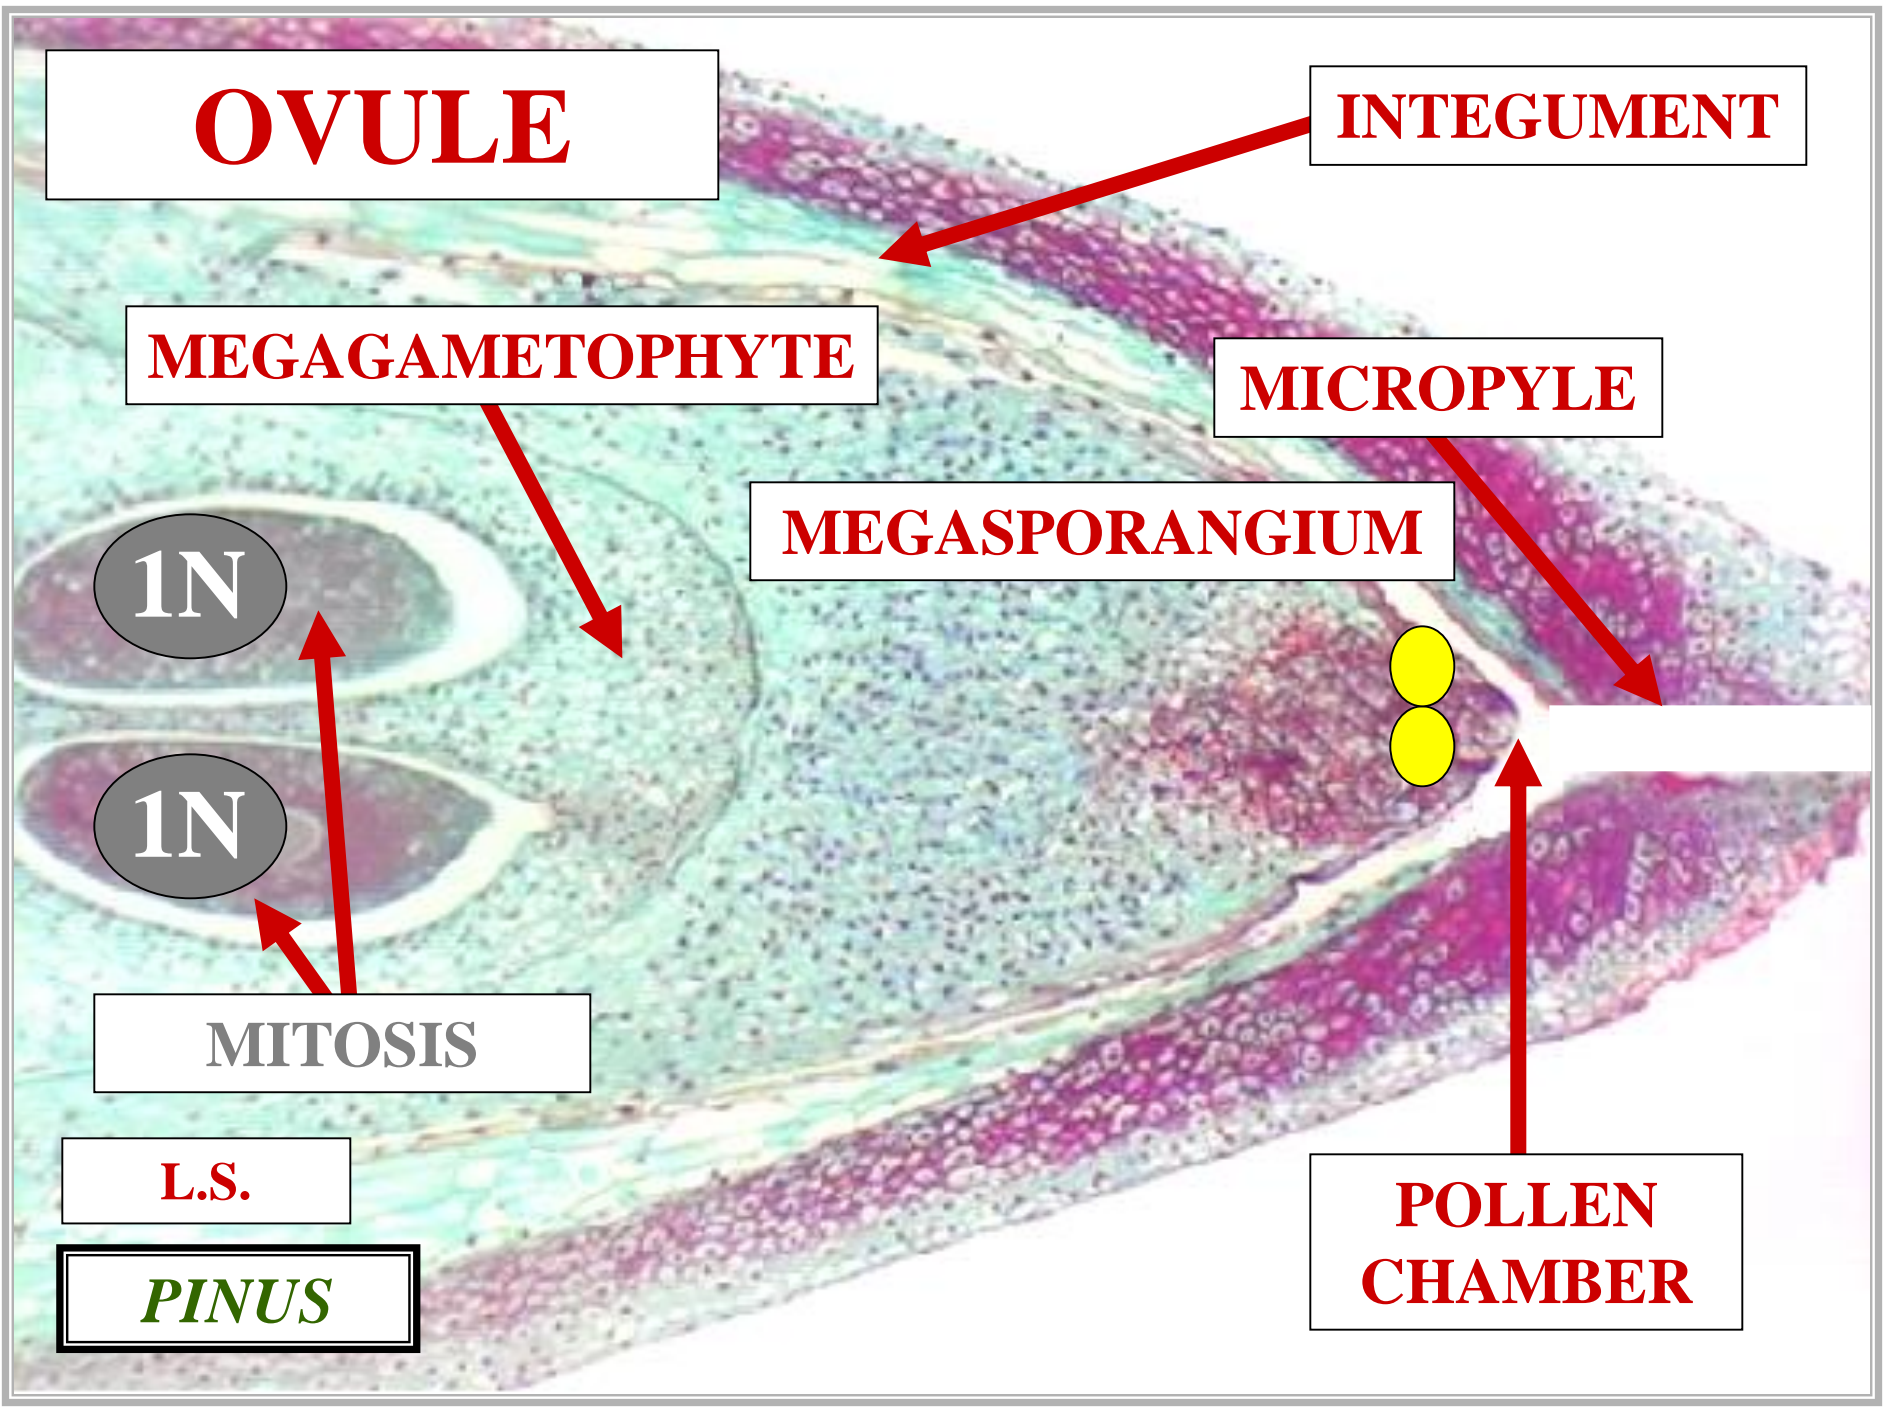 OVULE
INTEGUMENT
MEGAGAMETOPHYTE
MICROPYLE
MEGASPORANGIUM
1N
1N
MITOSIS
L.S.
PINUS
POLLEN
CHAMBER